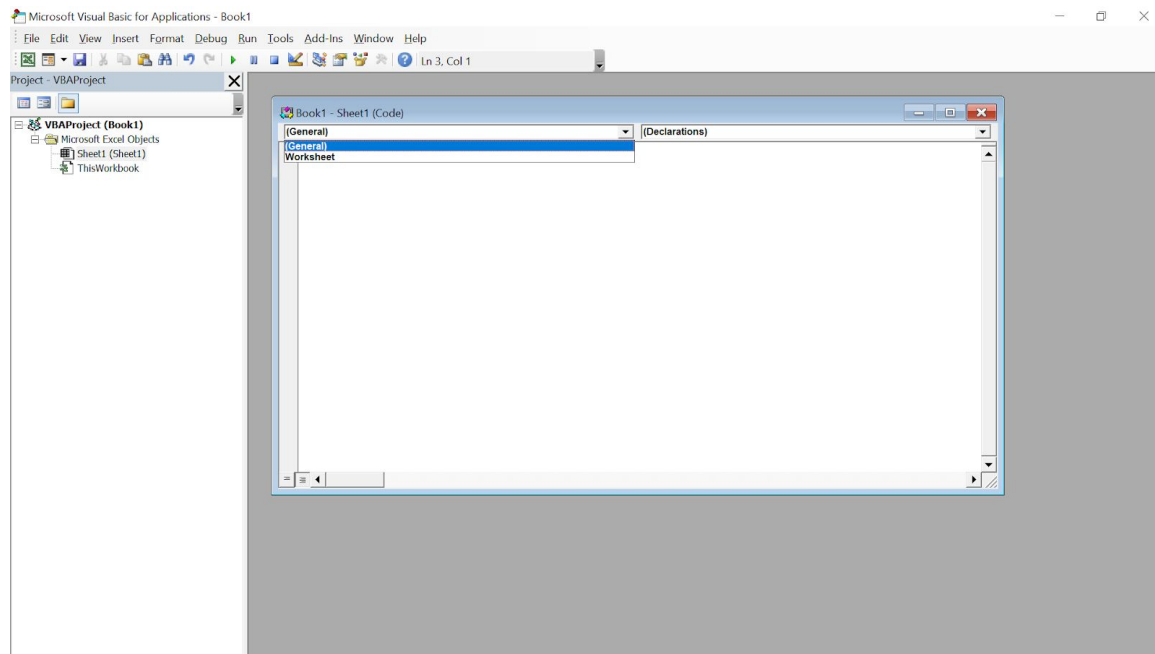 Microsoft Visual Basic for Applications - Book1
File Edit View Insert Format Debug Run Tools Add-Ins Window Help
Ln 3, Col 1
Project - VBAProject
VBAProject (Book1)
Microsoft Excel Objects
Sheet1 (Sheet1)
ThisWorkbook
Book1 - Sheet1 (Code)
(General) (Declarations)
(General)
Worksheet